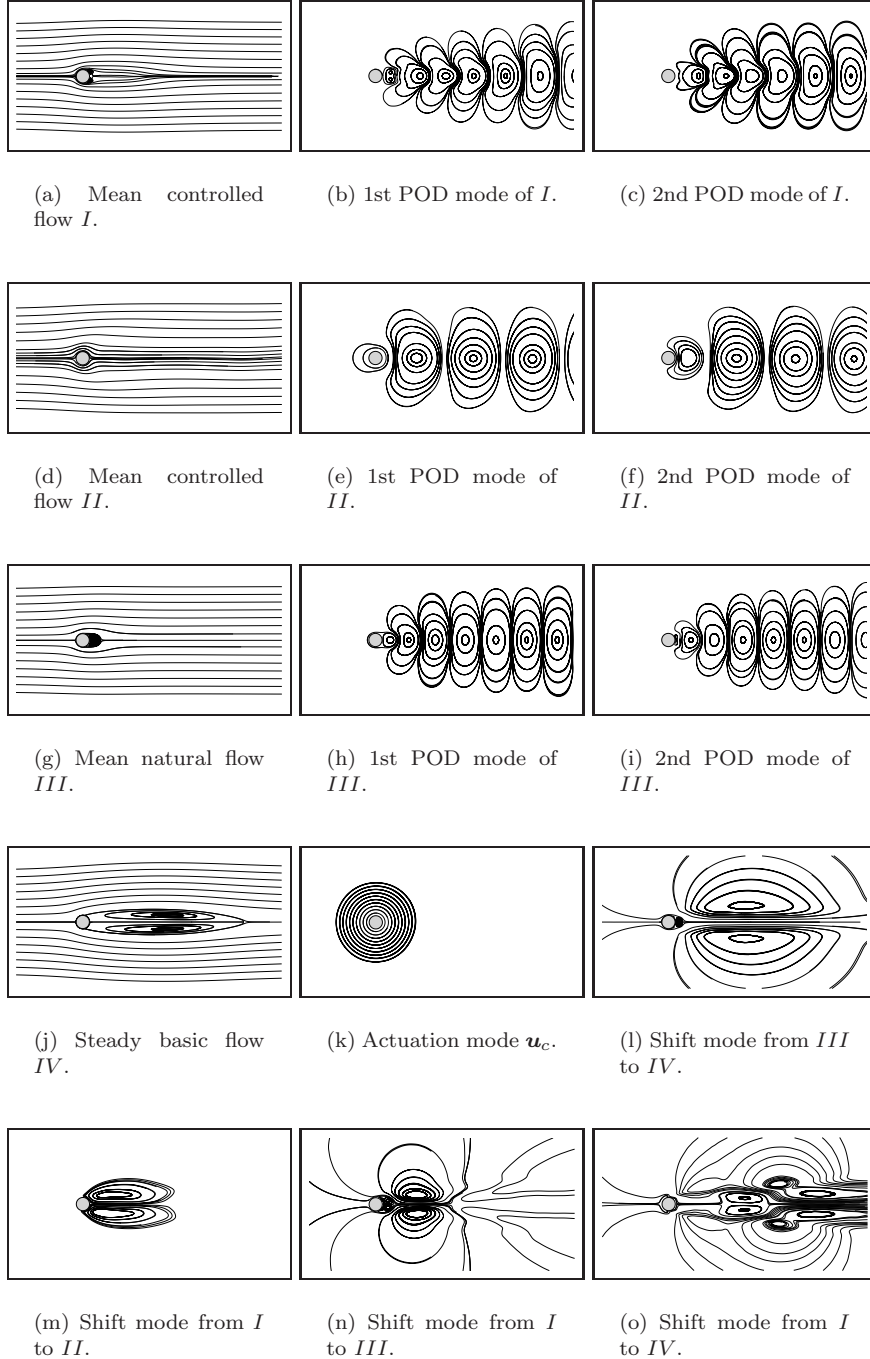 (a) Mean controlled
flow I.
(b) 1st POD mode of I.
(c) 2nd POD mode of I.
(d) Mean controlled
flow II.
(e) 1st POD mode of
II.
(f) 2nd POD mode of
II.
(g) Mean natural flow
III.
(h) 1st POD mode of
III.
(i) 2nd POD mode of
III.
(j) Steady basic flow
IV.
(k) Actuation mode u_c.
(l) Shift mode from III
to IV.
(m) Shift mode from I
to II.
(n) Shift mode from I
to III.
(o) Shift mode from I
to IV.